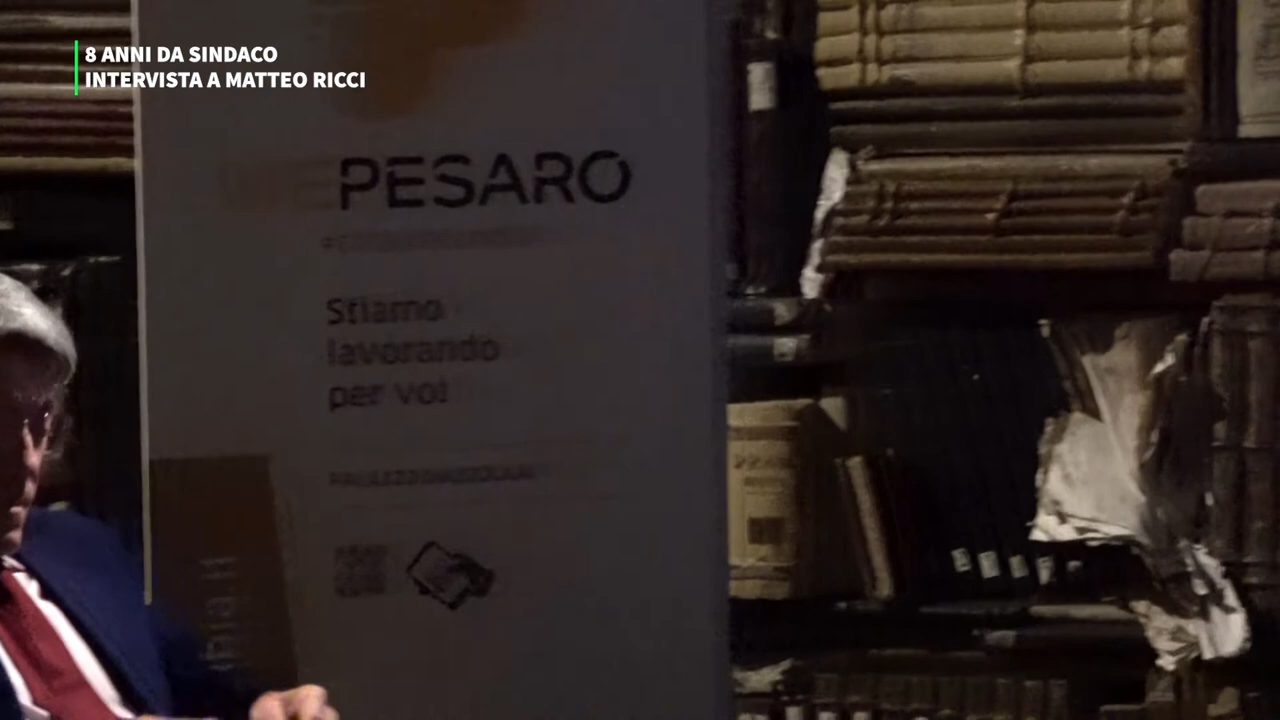 8 ANNI DA SINDACO
INTERVISTA A MATTEO RICCI
PESARO
Stiamo
lavorando
per voi